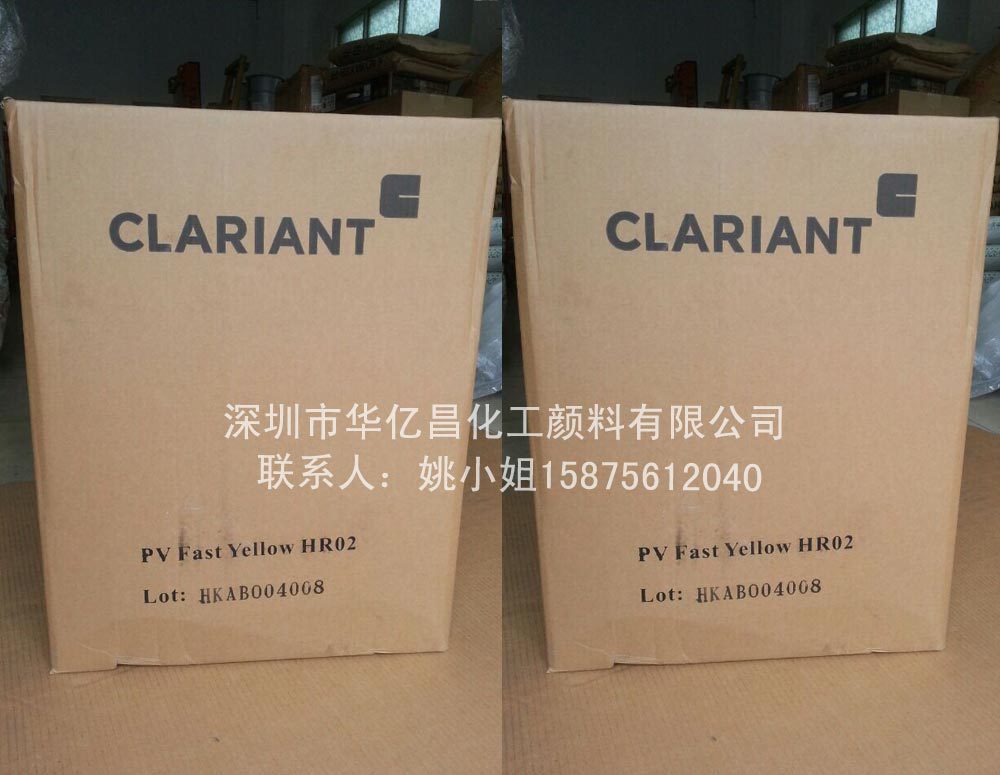 CLARIANT
CLARIANT
深圳市华亿昌化工颜料有限公司
联系人：姚小姐15875612040
PV Fast Yellow HR02
Lot: HKAB004008
PV Fast Yellow HR02
Lot: HKAB004008